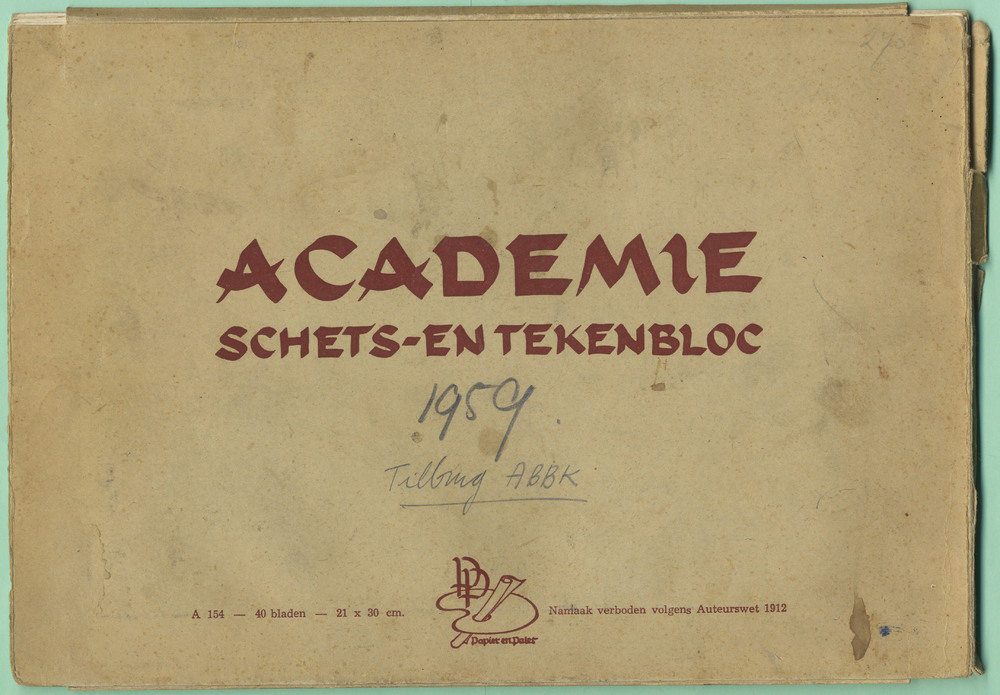 ACADEMIE
SCHETS-EN TEKENBLOC
1959.
Tilburg ABBK
A 154 — 40 bladen — 21 x 30 cm.
PP
Papier en Palet
Namaak verboden volgens Auteurswet 1912